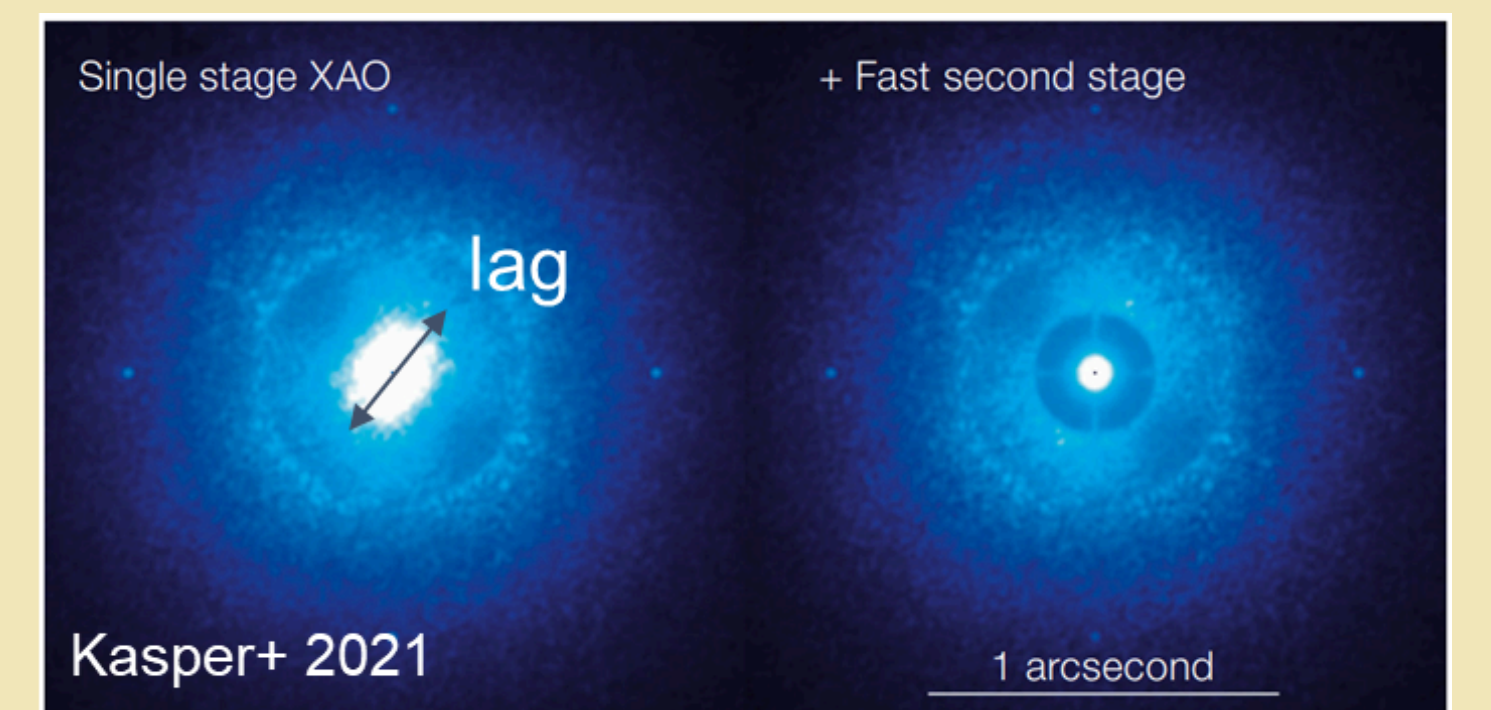 Single stage XAO
+ Fast second stage
lag
Kasper+ 2021
1 arcsecond